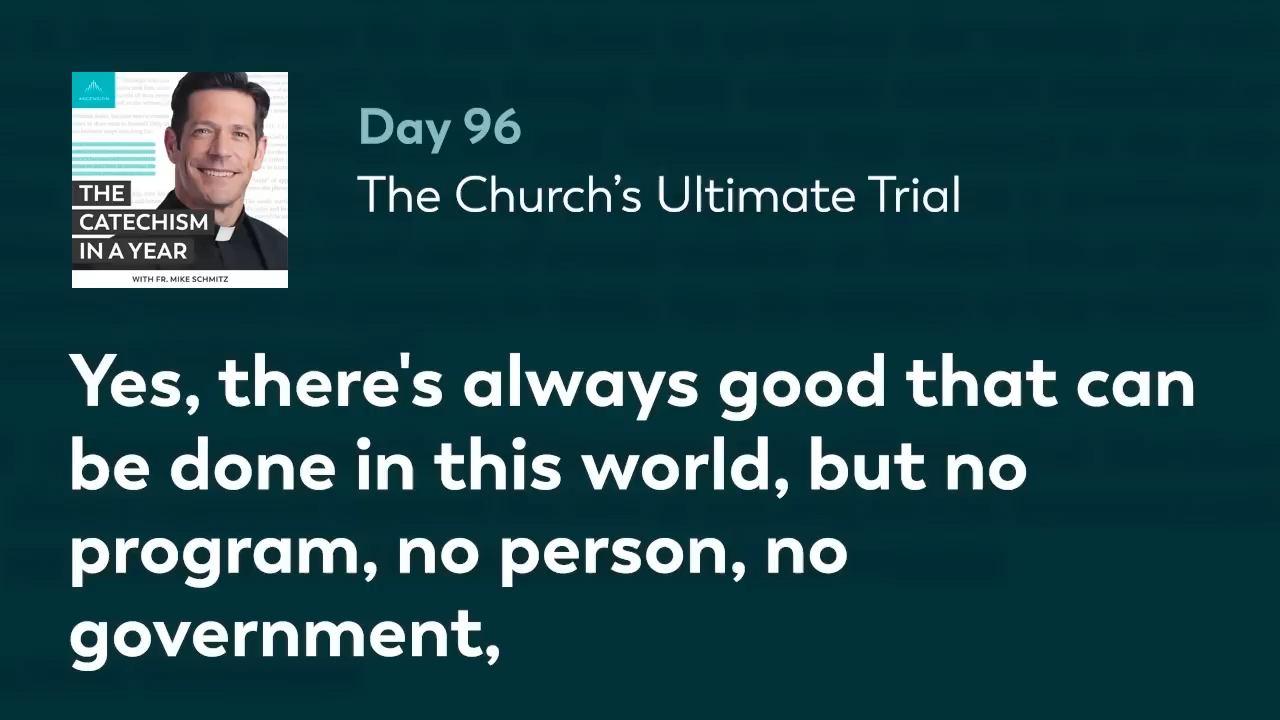 ASCENSION
THE
CATECHISM
IN A YEAR
WITH FR. MIKE SCHMITZ
Day 96
The Church’s Ultimate Trial
Yes, there's always good that can
be done in this world, but no
program, no person, no
government,